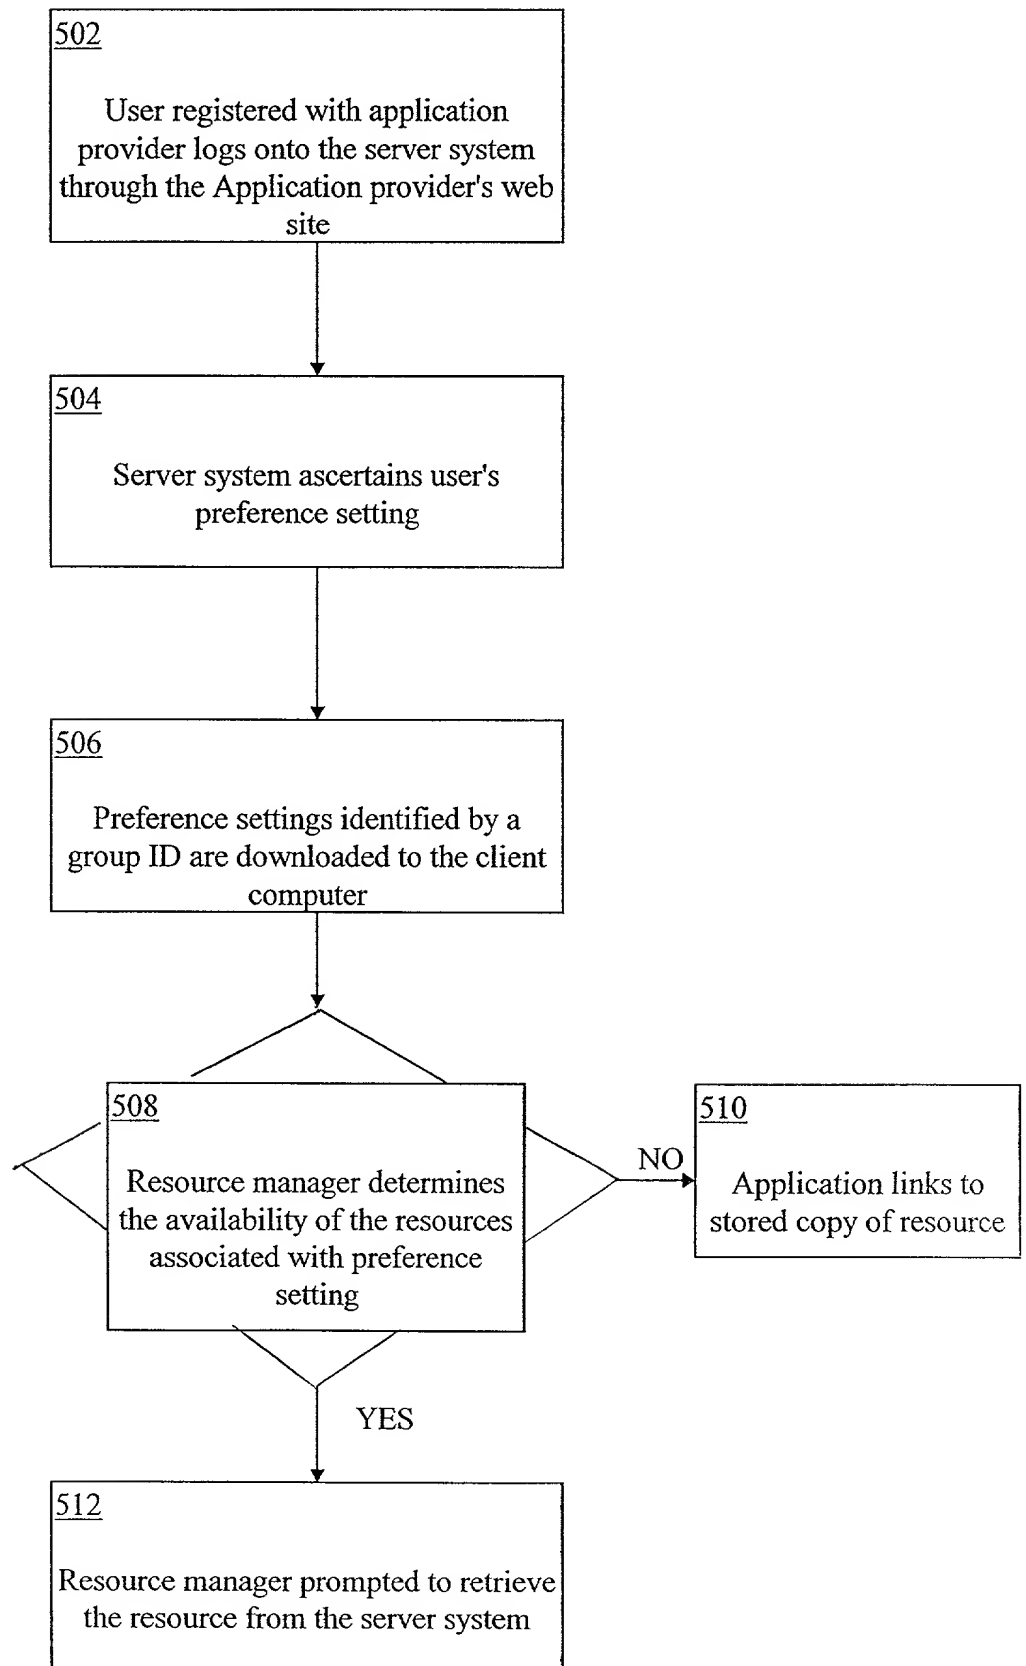 502
User registered with application
provider logs onto the server system
through the Application provider's web
site
504
Server system ascertains user's
preference setting
506
Preference settings identified by a
group ID are downloaded to the client
computer
508
Resource manager determines
the availability of the resources
associated with preference
setting
NO
510
Application links to
stored copy of resource
YES
512
Resource manager prompted to retrieve
the resource from the server system